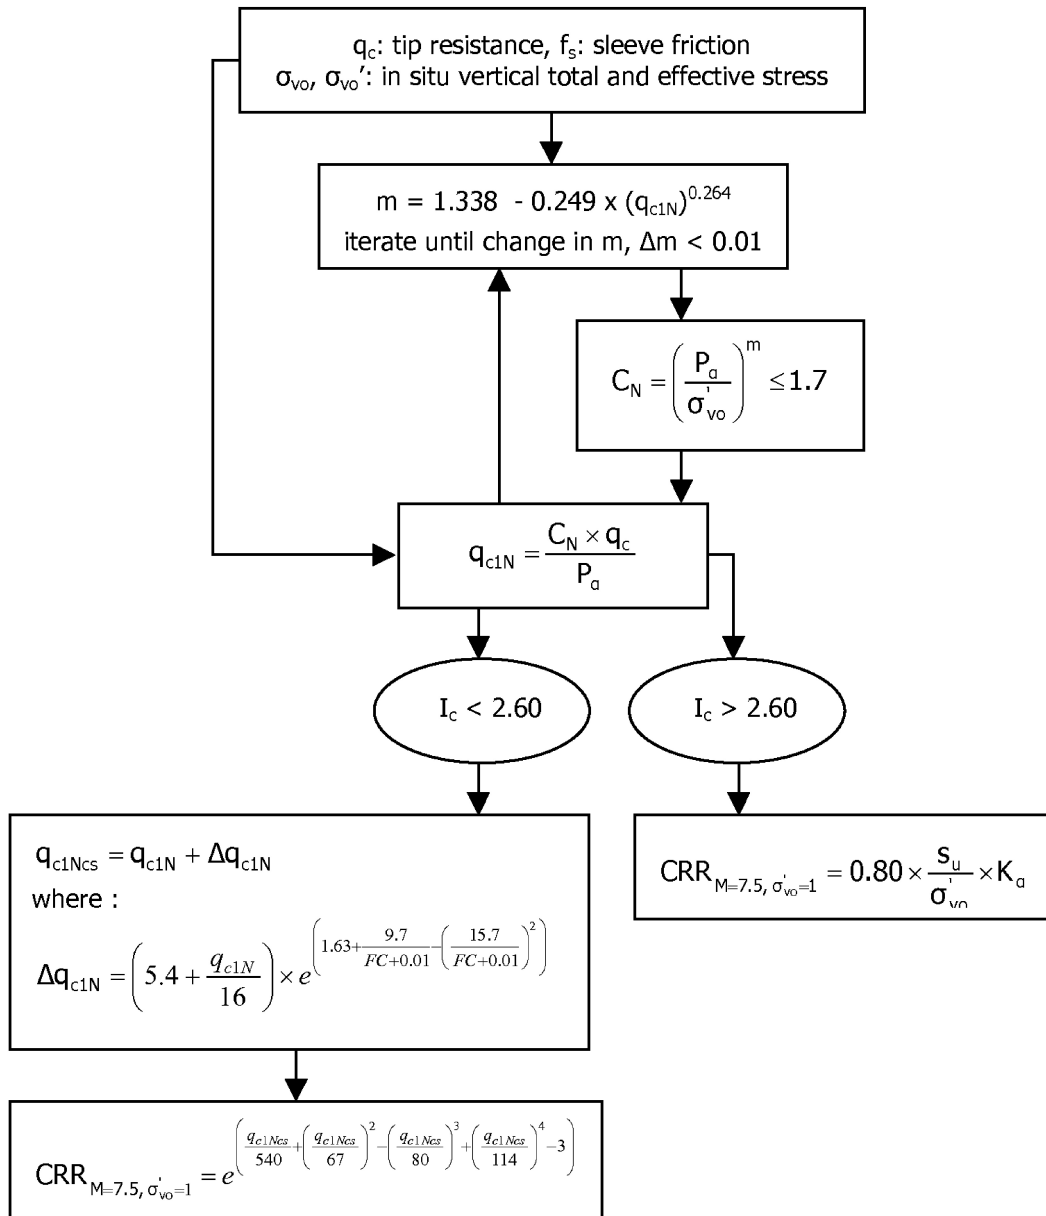 q_c: tip resistance, f_s: sleeve friction
σ_vo, σ_vo': in situ vertical total and effective stress
m = 1.338 - 0.249 x (q_c1N)^0.264
iterate until change in m, Δm < 0.01
C_N = (P_a / σ'_vo)^m ≤ 1.7
q_c1N = (C_N × q_c) / P_a
I_c < 2.60
I_c > 2.60
q_c1Ncs = q_c1N + Δq_c1N
where :
Δq_c1N = (5.4 + q_c1N / 16) × e^(1.63 + 9.7 / (FC+0.01) - (15.7 / (FC+0.01))^2)
CRR_M=7.5, σ'_vo=1 = 0.80 × s_u / σ'_vo × K_α
CRR_M=7.5, σ'_vo=1 = e^(q_c1Ncs / 540 + (q_c1Ncs / 67)^2 - (q_c1Ncs / 80)^3 + (q_c1Ncs / 114)^4 - 3)